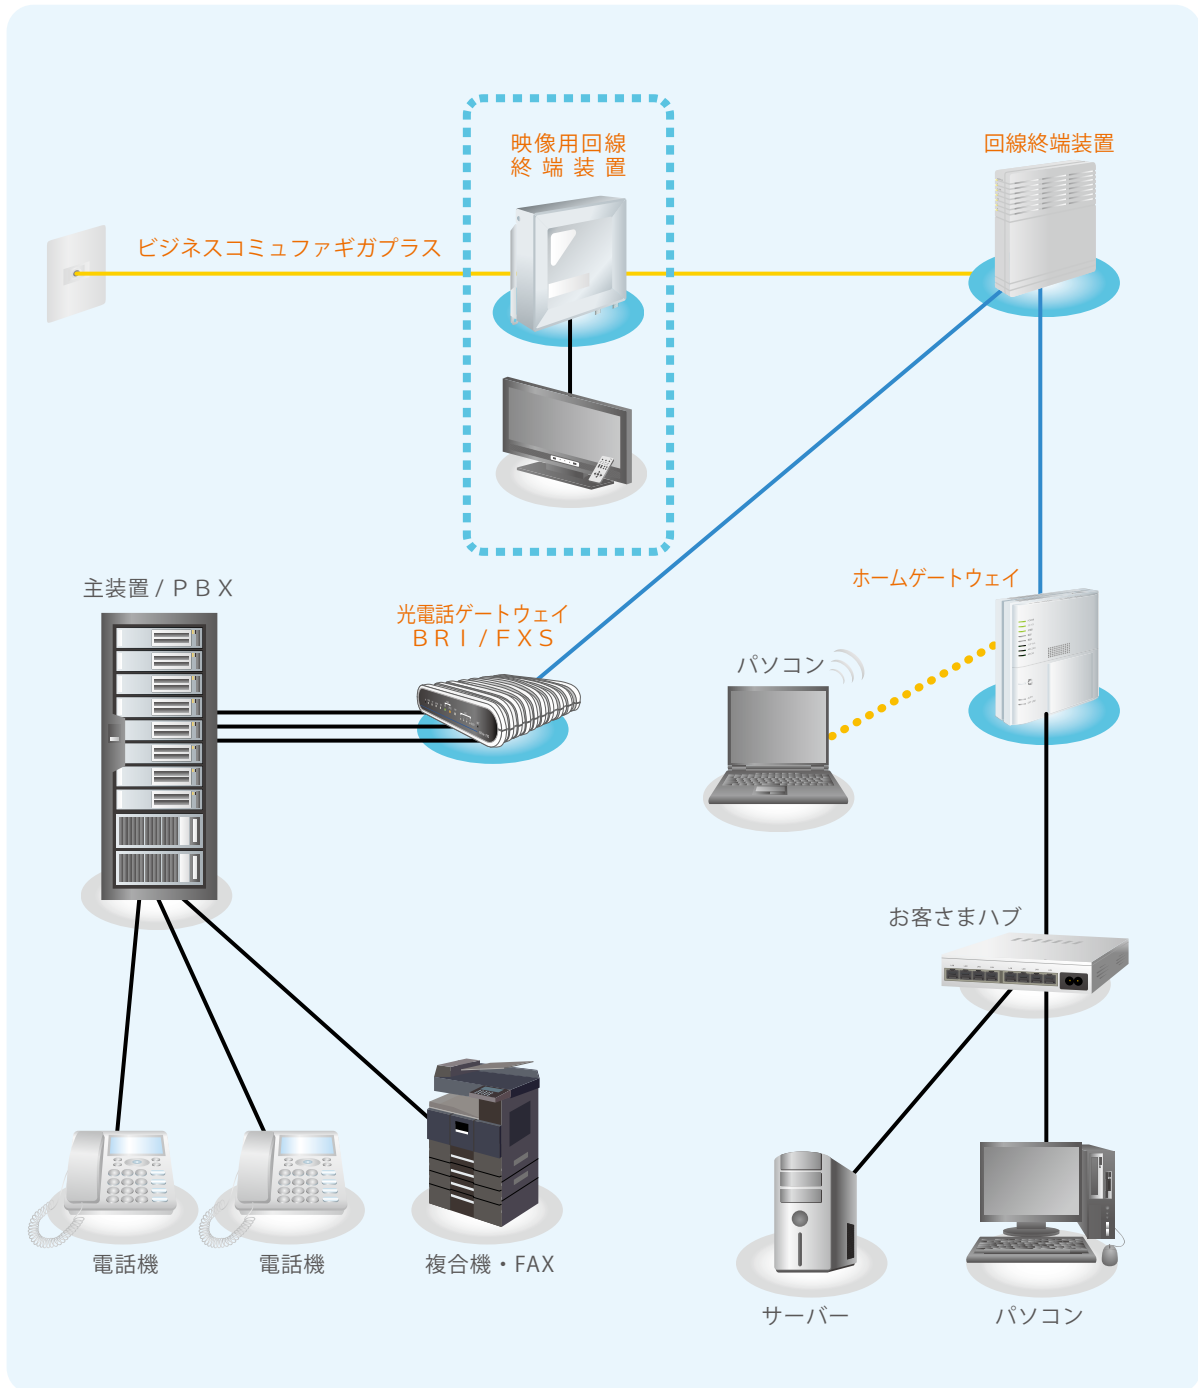 映像用回線
終端装置
回線終端装置
ビジネスコミュファギガプラス
主装置/ＰＢＸ
光電話ゲートウェイ
ＢＲＩ/ＦＸＳ
ホームゲートウェイ
パソコン
お客さまハブ
電話機
電話機
複合機・FAX
サーバー
パソコン